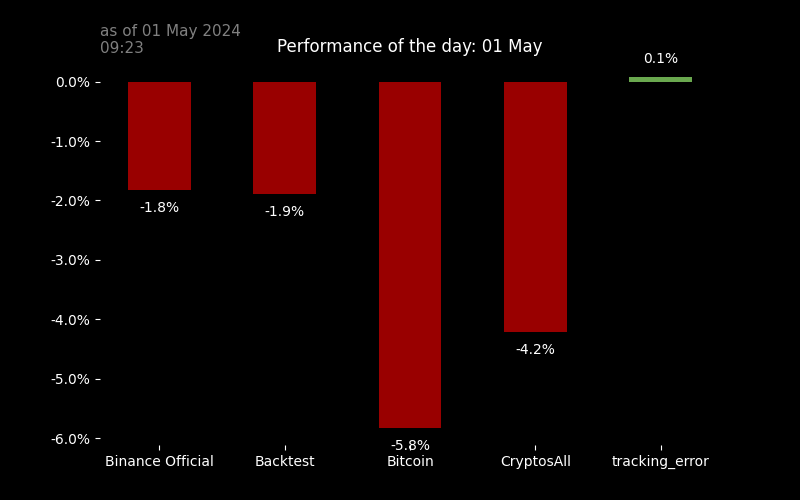 as of 01 May 2024
09:23
Performance of the day: 01 May
0.1%
0.0%
-1.0%
-2.0%
-3.0%
-4.0%
-5.0%
-6.0%
-1.8%
-1.9%
-5.8%
-4.2%
Binance Official
Backtest
Bitcoin
CryptosAll
tracking_error